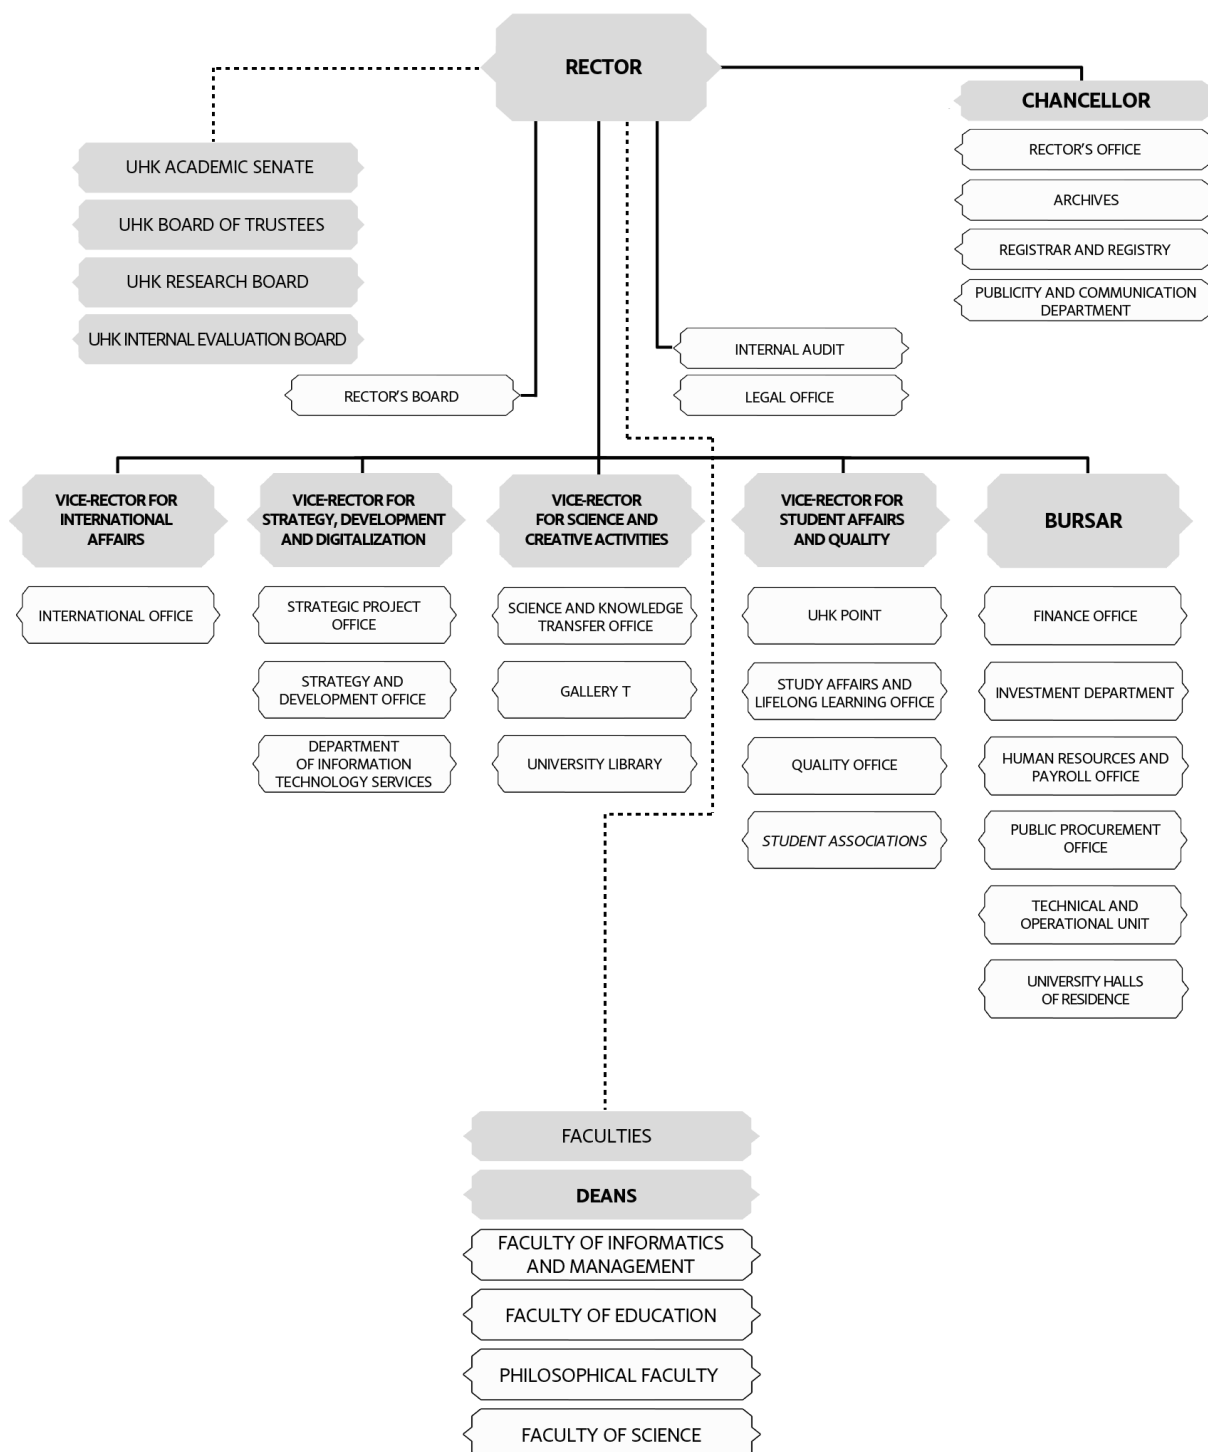 RECTOR
CHANCELLOR
RECTOR'S OFFICE
ARCHIVES
REGISTRAR AND REGISTRY
PUBLICITY AND COMMUNICATION
DEPARTMENT
UHK ACADEMIC SENATE
UHK BOARD OF TRUSTEES
UHK RESEARCH BOARD
UHK INTERNAL EVALUATION BOARD
RECTOR'S BOARD
INTERNAL AUDIT
LEGAL OFFICE
VICE-RECTOR FOR
INTERNATIONAL
AFFAIRS
INTERNATIONAL OFFICE
VICE-RECTOR FOR
STRATEGY, DEVELOPMENT
AND DIGITALIZATION
STRATEGIC PROJECT
OFFICE
STRATEGY AND
DEVELOPMENT OFFICE
DEPARTMENT
OF INFORMATION
TECHNOLOGY SERVICES
VICE-RECTOR
FOR SCIENCE AND
CREATIVE ACTIVITIES
SCIENCE AND KNOWLEDGE
TRANSFER OFFICE
GALLERY T
UNIVERSITY LIBRARY
VICE-RECTOR FOR
STUDENT AFFAIRS
AND QUALITY
UHK POINT
STUDY AFFAIRS AND
LIFELONG LEARNING OFFICE
QUALITY OFFICE
STUDENT ASSOCIATIONS
BURSAR
FINANCE OFFICE
INVESTMENT DEPARTMENT
HUMAN RESOURCES AND
PAYROLL OFFICE
PUBLIC PROCUREMENT
OFFICE
TECHNICAL AND
OPERATIONAL UNIT
UNIVERSITY HALLS
OF RESIDENCE
FACULTIES
DEANS
FACULTY OF INFORMATICS
AND MANAGEMENT
FACULTY OF EDUCATION
PHILOSOPHICAL FACULTY
FACULTY OF SCIENCE